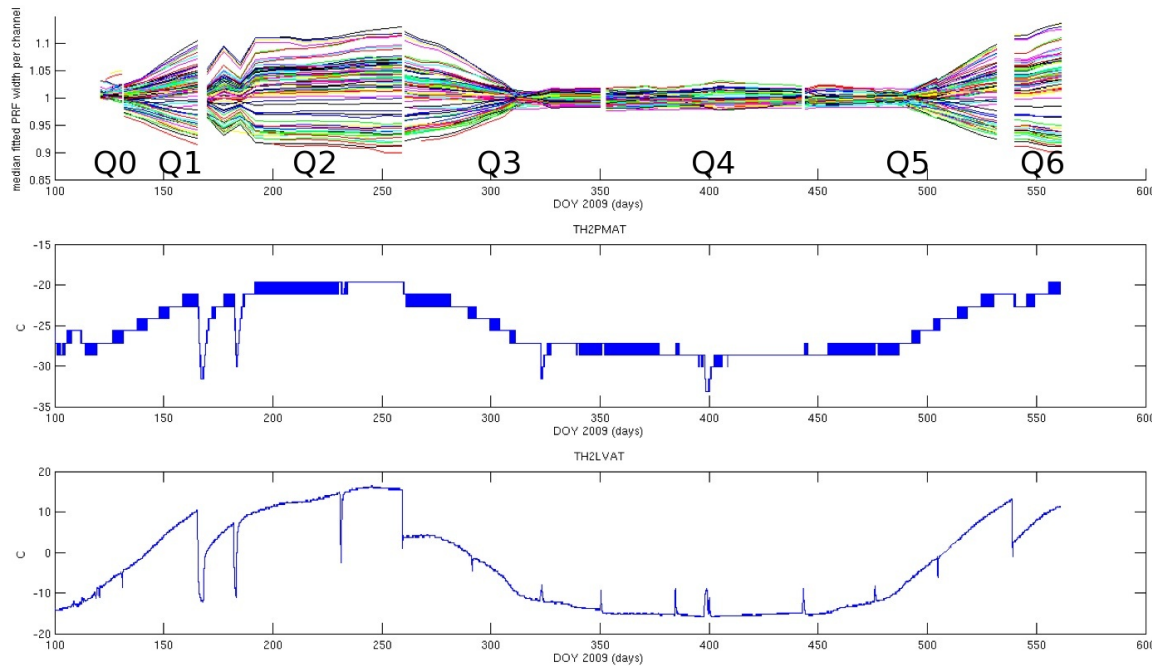 median fitted PRF width per channel
1.1
1.05
1
0.95
0.9
0.85
Q0 Q1 Q2 Q3 Q4 Q5 Q6
100 150 200 250 300 350 400 450 500 550 600
DOY 2009 (days)
TH2PMAT
C
-15
-20
-25
-30
-35
100 150 200 250 300 350 400 450 500 550 600
DOY 2009 (days)
TH2LVAT
C
20
10
0
-10
-20
100 150 200 250 300 350 400 450 500 550 600
DOY 2009 (days)